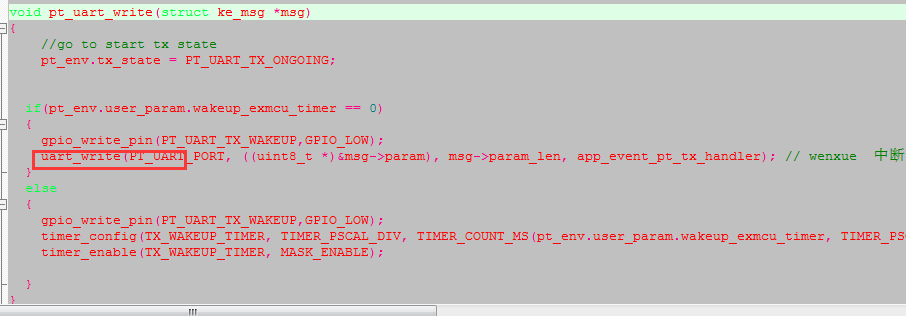 void pt_uart_write(struct ke_msg *msg)
{
//go to start tx state
pt_env.tx_state = PT_UART_TX_ONGOING;
if(pt_env.user_param.wakeup_exmcu_timer == 0)
{
gpio_write_pin(PT_UART_TX_WAKEUP,GPIO_LOW);
uart_write(PT_UART_PORT, ((uint8_t *)&msg->param), msg->param_len, app_event_pt_tx_handler); // wenxue 中断
}
else
{
gpio_write_pin(PT_UART_TX_WAKEUP,GPIO_LOW);
timer_config(TX_WAKEUP_TIMER, TIMER_PSCAL_DIV, TIMER_COUNT_MS(pt_env.user_param.wakeup_exmcu_timer, TIMER_PSC
timer_enable(TX_WAKEUP_TIMER, MASK_ENABLE);
}
}